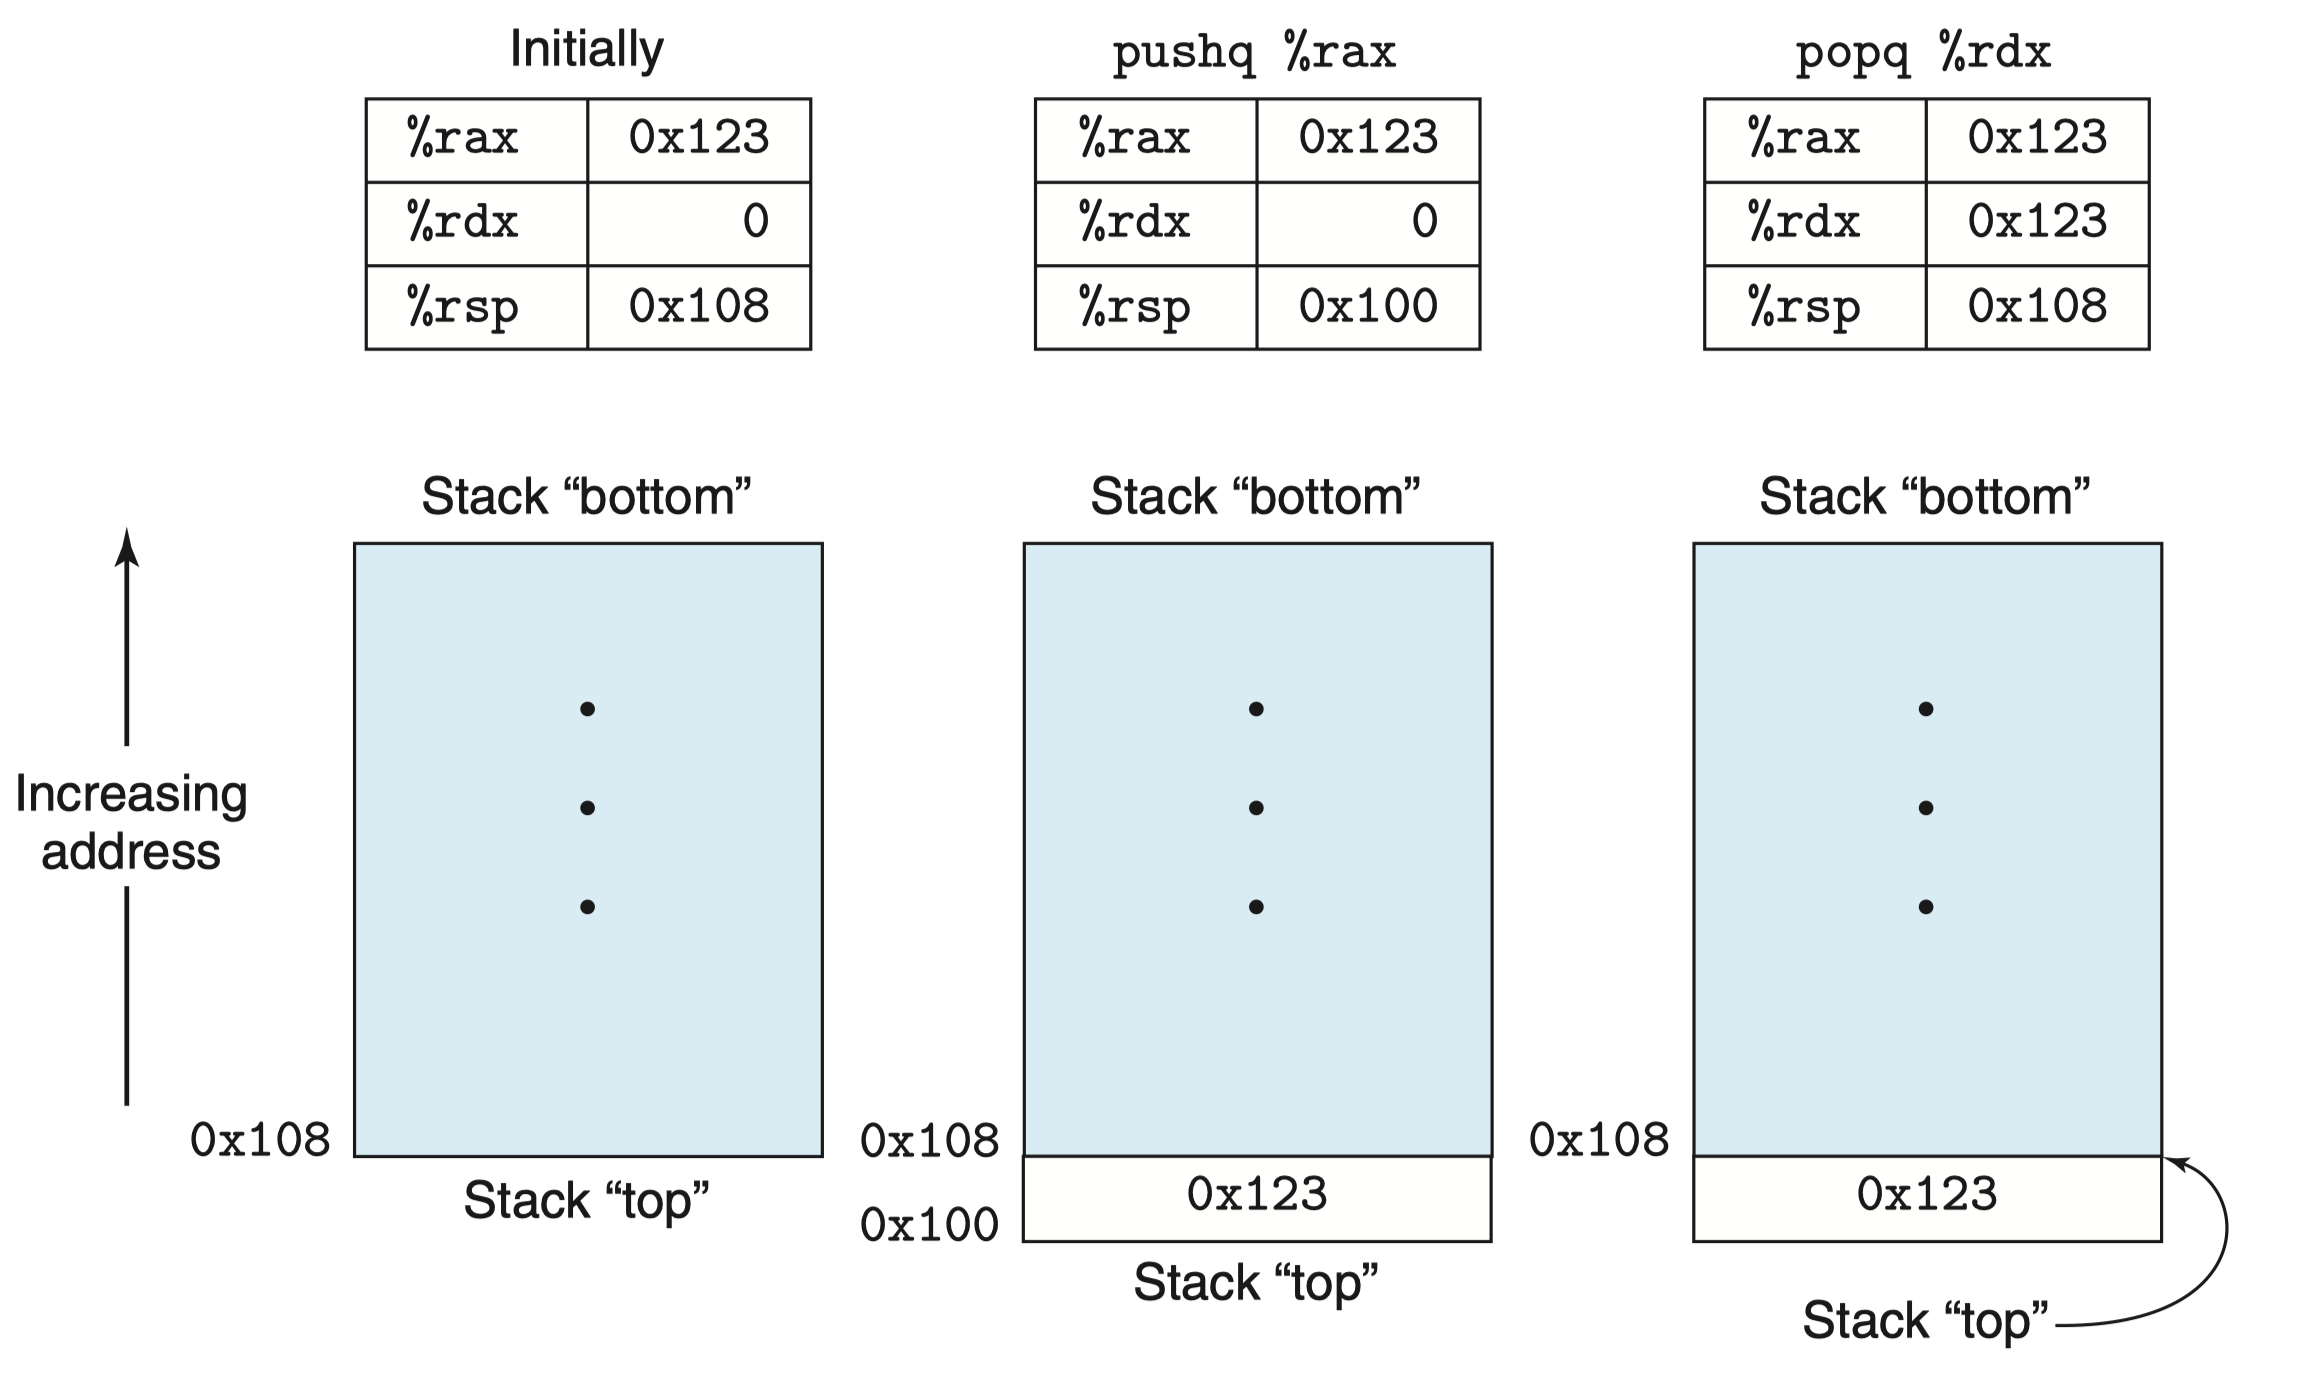 Initially
%rax 0x123
%rdx 0
%rsp 0x108
pushq %rax
%rax 0x123
%rdx 0
%rsp 0x100
popq %rdx
%rax 0x123
%rdx 0x123
%rsp 0x108
Increasing
address
Stack “bottom”
0x108
Stack “top”
Stack “bottom”
0x108
0x123
0x100
Stack “top”
Stack “bottom”
0x108
0x123
Stack “top”